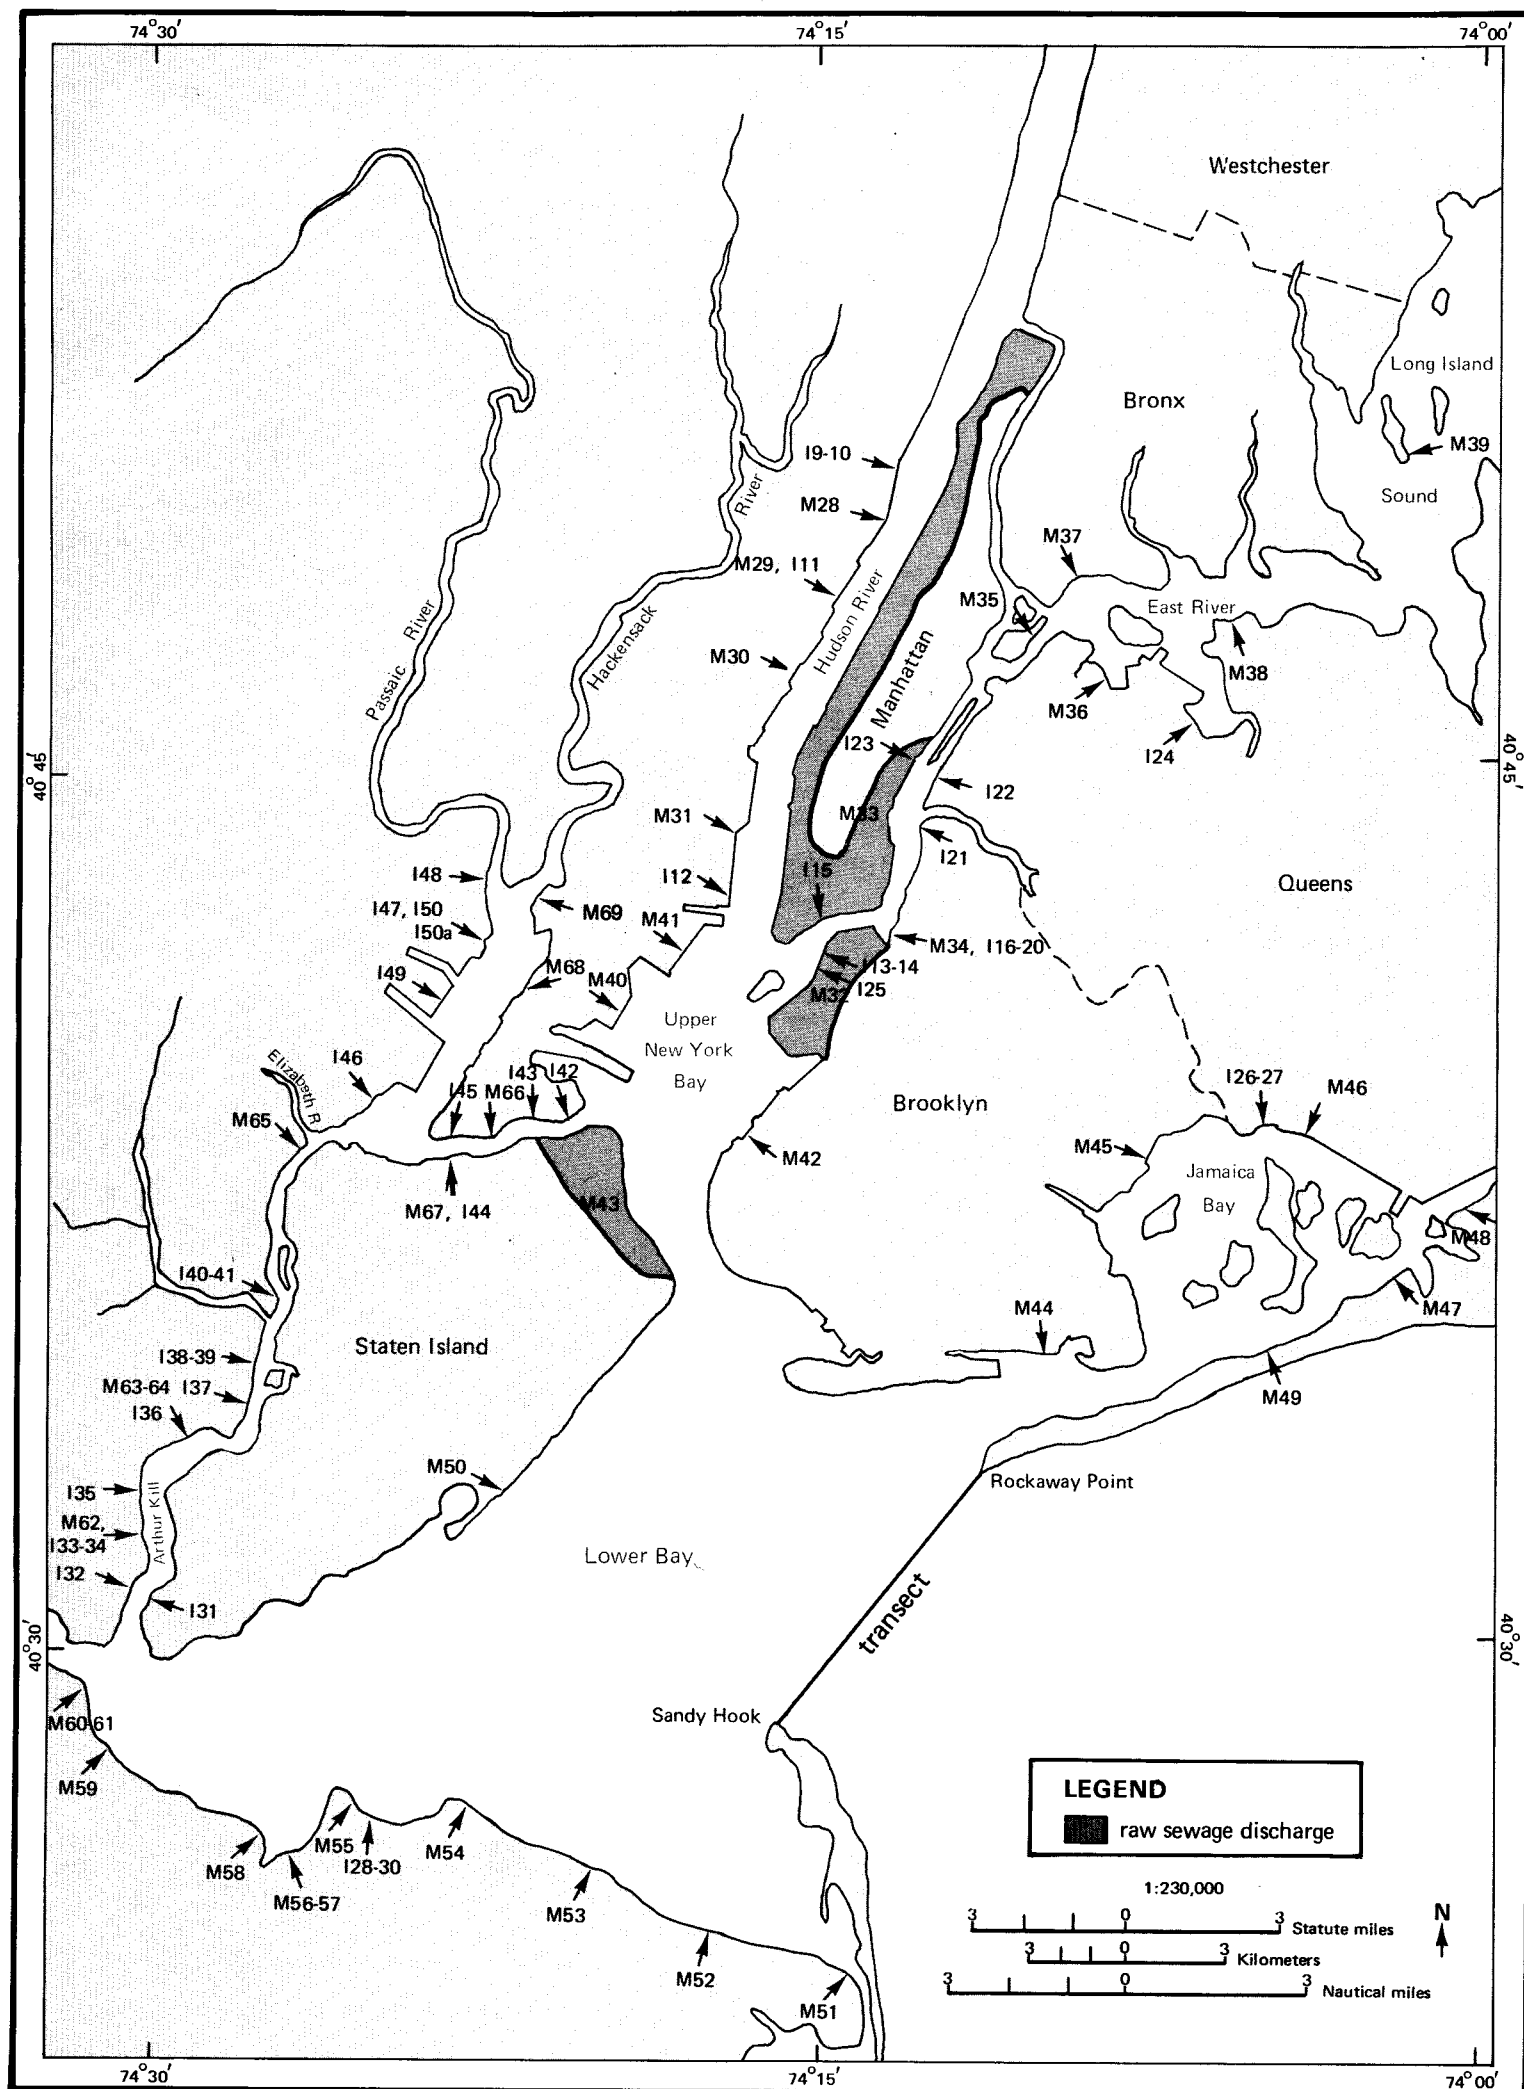 74°30′
74°15′
74°00′
Westchester
Long Island
Bronx
M39
I9-10
Sound
River
M28
M37
M29, I11
M35
East River
River
Hudson River
Hackensack
M30
Manhattan
M38
Passaic
M36
I23
I24
40°45′
40°45′
I22
M31
M33
I21
I48
I12
I15
Queens
I47, I50
M69
M41
I50a
M34, I16-20
M68
I13-14
I49
M40
M32
I25
Upper
New York
Bay
I46
Elizabeth R
I43
I42
I45
M66
I26-27
M46
Brooklyn
M65
M45
M42
Jamaica
Bay
M67, I44
M43
M48
I40-41
M44
M47
Staten Island
I38-39
M63-64
I37
M49
I36
M50
I35
Rockaway Point
M62,
I33-34
Arthur Kill
Lower Bay
I32
I31
transect
40°30′
40°30′
Sandy Hook
M60-61
M59
LEGEND
raw sewage discharge
M55
M54
I28-30
M58
M56-57
1:230,000
M53
3 0 3 Statute miles
N
3 0 3 Kilometers
M52
3 0 3 Nautical miles
M51
74°30′
74°15′
74°00′